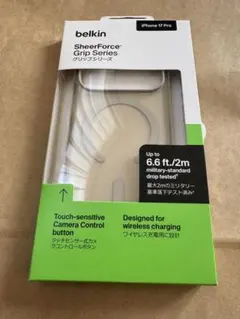 belkin
iPhone 17 Pro
SheerForce
Grip Series
グリップシリーズ
Up to
6.6 ft./2m
military-standard
drop tested
最大2mのミリタリー
基準落下テスト済み
Touch-sensitive
Camera Control
button
タッチセンサー式カメ
ラコントロールボタン
Designed for
wireless charging
ワイヤレス充電用に設計